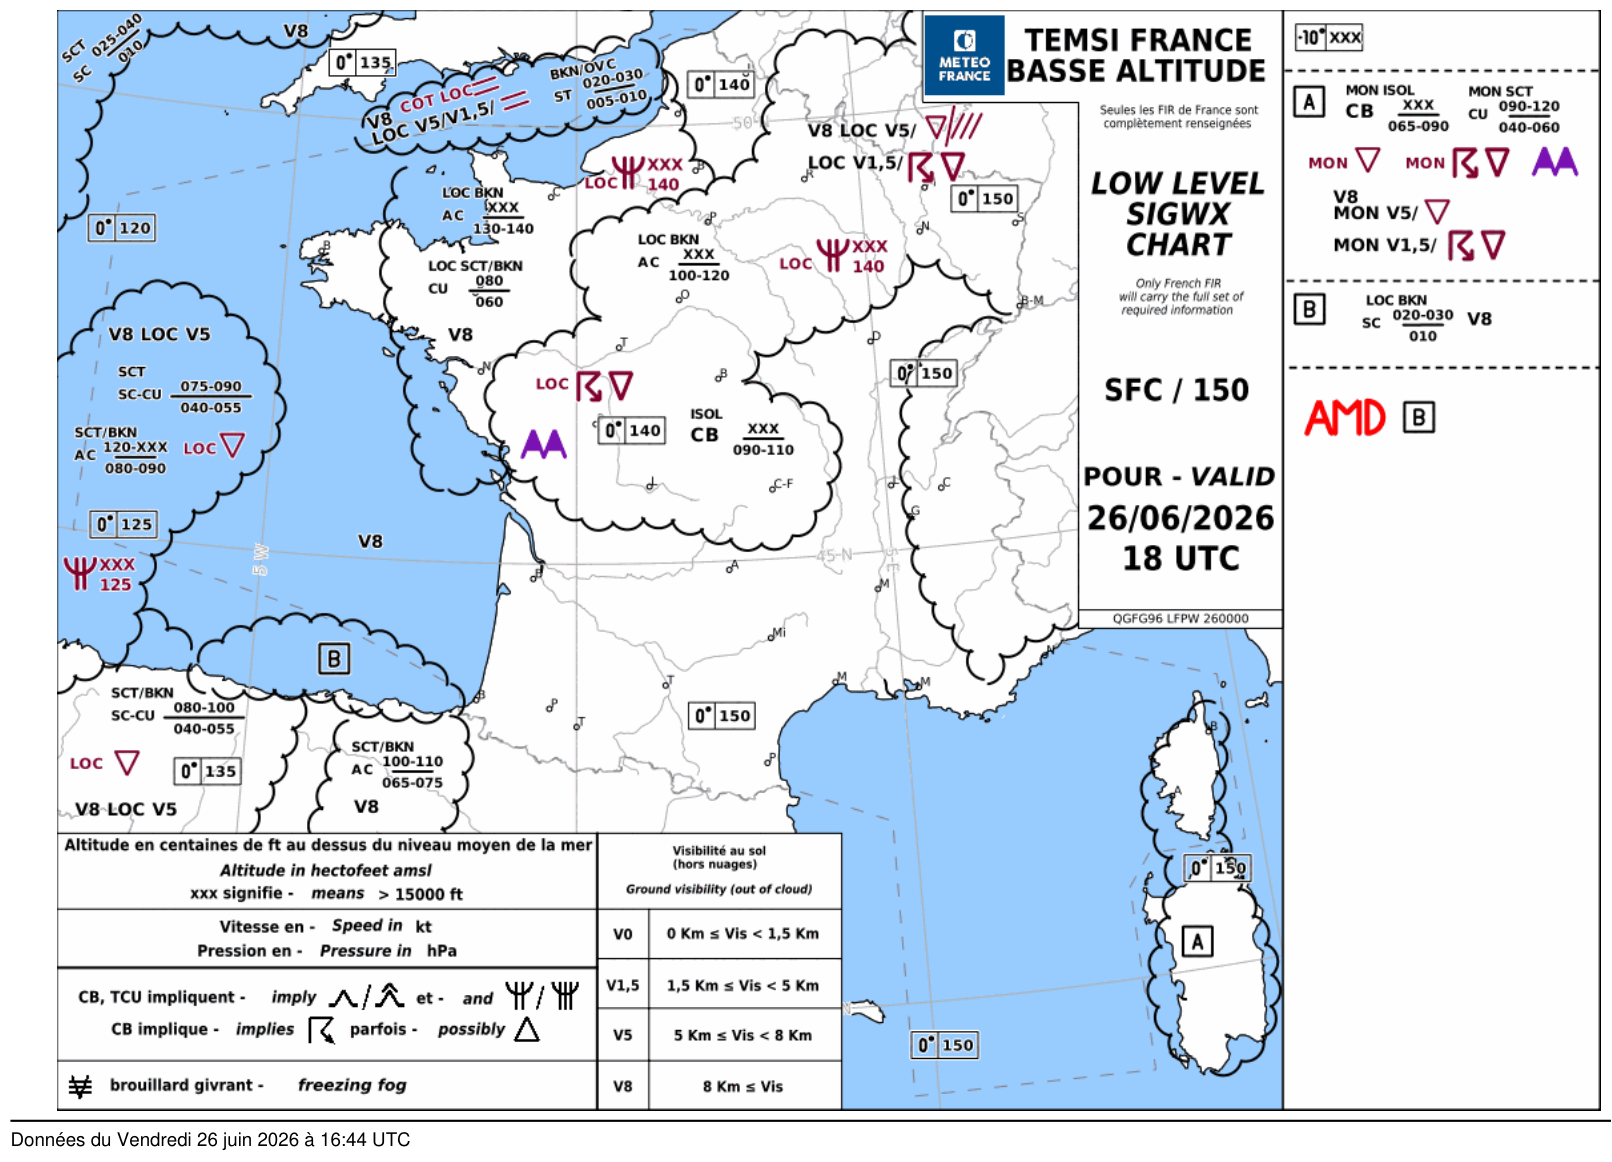 SCT 025-040
SC 010
V8
0° 135
BKN/OVC
ST 020-030
005-010
COT LOC
V8
LOC V5/V1,5/
0° 140
50
METEO
FRANCE
TEMSI FRANCE
BASSE ALTITUDE
Seules les FIR de France sont
complètement renseignées
LOW LEVEL
SIGWX
CHART
Only French FIR
will carry the full set of
required information
SFC / 150
POUR - VALID
26/06/2026
18 UTC
QGFG96 LFPW 260000
V8 LOC V5/
LOC V1,5/
0° 150
LOC XXX
140
LOC BKN
AC XXX
130-140
0° 120
LOC SCT/BKN
CU 080
060
V8
LOC BKN
AC XXX
100-120
LOC XXX
140
V8 LOC V5
SCT
SC-CU 075-090
040-055
SCT/BKN
AC 120-XXX
080-090
LOC
0° 125
XXX
125
V8
5 W
LOC
0° 140
ISOL
CB XXX
090-110
AA
0° 150
45 N
5 E
B
C
P
R
S
N
B
O
B-M
D
T
N
B
L
C-F
L
C
G
B
A
M
Mi
T
P
T
B
M
M
N
P
B
A
B
SCT/BKN
SC-CU 080-100
040-055
LOC
0° 135
V8 LOC V5
SCT/BKN
AC 100-110
065-075
V8
0° 150
0° 150
A
0° 150
-10° XXX
A
MON ISOL
CB XXX
065-090
MON SCT
CU 090-120
040-060
MON MON AA
V8
MON V5/
MON V1,5/
B
LOC BKN
SC 020-030
010
V8
AMD B
Altitude en centaines de ft au dessus du niveau moyen de la mer
Altitude in hectofeet amsl
xxx signifie - means > 15000 ft
Vitesse en - Speed in kt
Pression en - Pressure in hPa
CB, TCU impliquent - imply / et - and /
CB implique - implies parfois - possibly
brouillard givrant - freezing fog
Visibilité au sol
(hors nuages)
Ground visibility (out of cloud)
V0 0 Km ≤ Vis < 1,5 Km
V1,5 1,5 Km ≤ Vis < 5 Km
V5 5 Km ≤ Vis < 8 Km
V8 8 Km ≤ Vis
Données du Vendredi 26 juin 2026 à 16:44 UTC